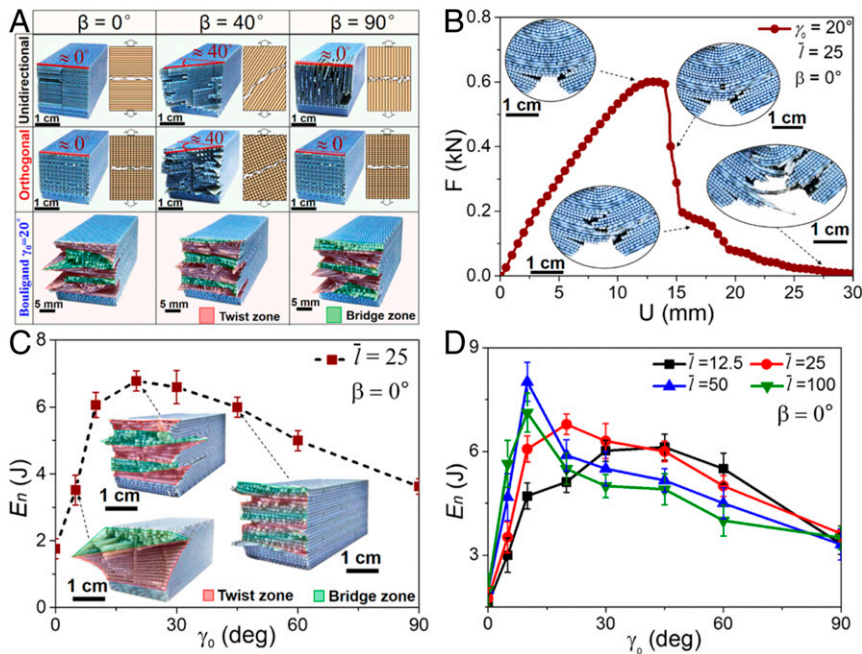 A
β = 0°
β = 40°
β = 90°
Unidirectional
≈ 0°
≈ 40°
≈ 0°
1 cm
1 cm
1 cm
Orthogonal
≈ 0°
≈ 40°
≈ 0°
1 cm
1 cm
1 cm
Bouligand γ₀=20°
5 mm
5 mm
5 mm
Twist zone
Bridge zone
B
γ₀ = 20°
l̄ = 25
β = 0°
1 cm
1 cm
1 cm
1 cm
F (kN)
0.8
0.6
0.4
0.2
0.0
0 5 10 15 20 25 30
U (mm)
C
l̄ = 25
β = 0°
Eₙ (J)
8
6
4
2
0
1 cm
1 cm
1 cm
Twist zone
Bridge zone
0 30 60 90
γ₀ (deg)
D
l̄ =12.5
l̄ =25
l̄ =50
l̄ =100
β = 0°
Eₙ (J)
9
6
3
0 30 60 90
γ₀ (deg)